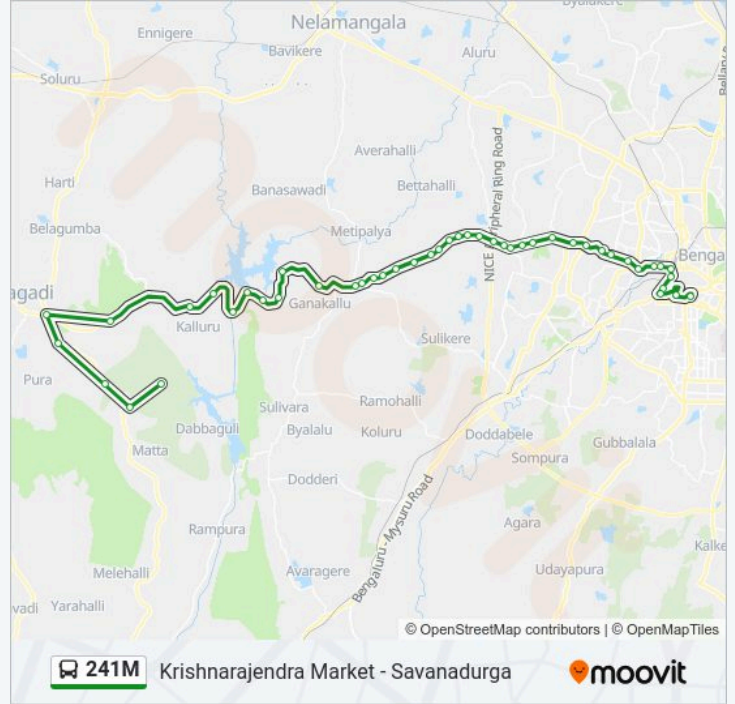 Byalakere
Nelamangala
Ennigere
Bavikere
Aluru
Soluru
Averahalli
Harti
Banasawadi
Bettahalli
NICE Peripheral Ring Road
Belagumba
Metipalya
Benga
agadi
Ganakallu
Kalluru
Sulikere
Pura
Sulivara
Ramohalli
Dabbaguli
Byalalu
Koluru
Doddabele
Gubbalala
Matta
Sompura
Dodderi
Bengaluru - Mysuru Road
Rampura
Agara
Kalke
Melehalli
Avaragere
Udayapura
vadi
Yarahalli
© OpenStreetMap contributors | © OpenMapTiles
241M Krishnarajendra Market - Savanadurga moovit